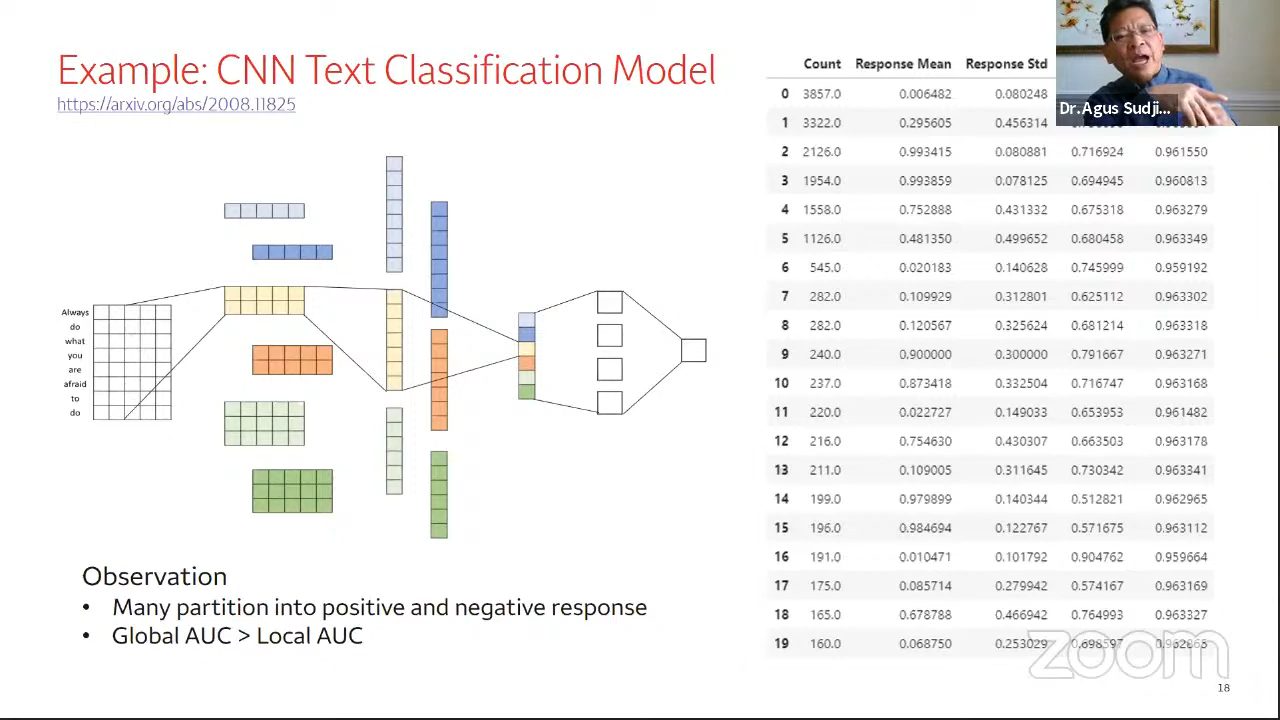 Example: CNN Text Classification Model
https://arxiv.org/abs/2008.11825
Always
do
what
you
are
afraid
to
do
Observation
• Many partition into positive and negative response
• Global AUC > Local AUC
Count Response Mean Response Std
0 3857.0 0.006482 0.080248
1 3322.0 0.295605 0.456314
2 2126.0 0.993415 0.080881 0.716924 0.961550
3 1954.0 0.993859 0.078125 0.694945 0.960813
4 1558.0 0.752888 0.431332 0.675318 0.963279
5 1126.0 0.481350 0.499652 0.680458 0.963349
6 545.0 0.020183 0.140628 0.745999 0.959192
7 282.0 0.109929 0.312801 0.625112 0.963302
8 282.0 0.120567 0.325624 0.681214 0.963318
9 240.0 0.900000 0.300000 0.791667 0.963271
10 237.0 0.873418 0.332504 0.716747 0.963168
11 220.0 0.022727 0.149033 0.653953 0.961482
12 216.0 0.754630 0.430307 0.663503 0.963178
13 211.0 0.109005 0.311645 0.730342 0.963341
14 199.0 0.979899 0.140344 0.512821 0.962965
15 196.0 0.984694 0.122767 0.571675 0.963112
16 191.0 0.010471 0.101792 0.904762 0.959664
17 175.0 0.085714 0.279942 0.574167 0.963169
18 165.0 0.678788 0.466942 0.764993 0.963327
19 160.0 0.068750 0.253029 0.698597 0.962865
Dr.Agus Sudji...
zoom
18